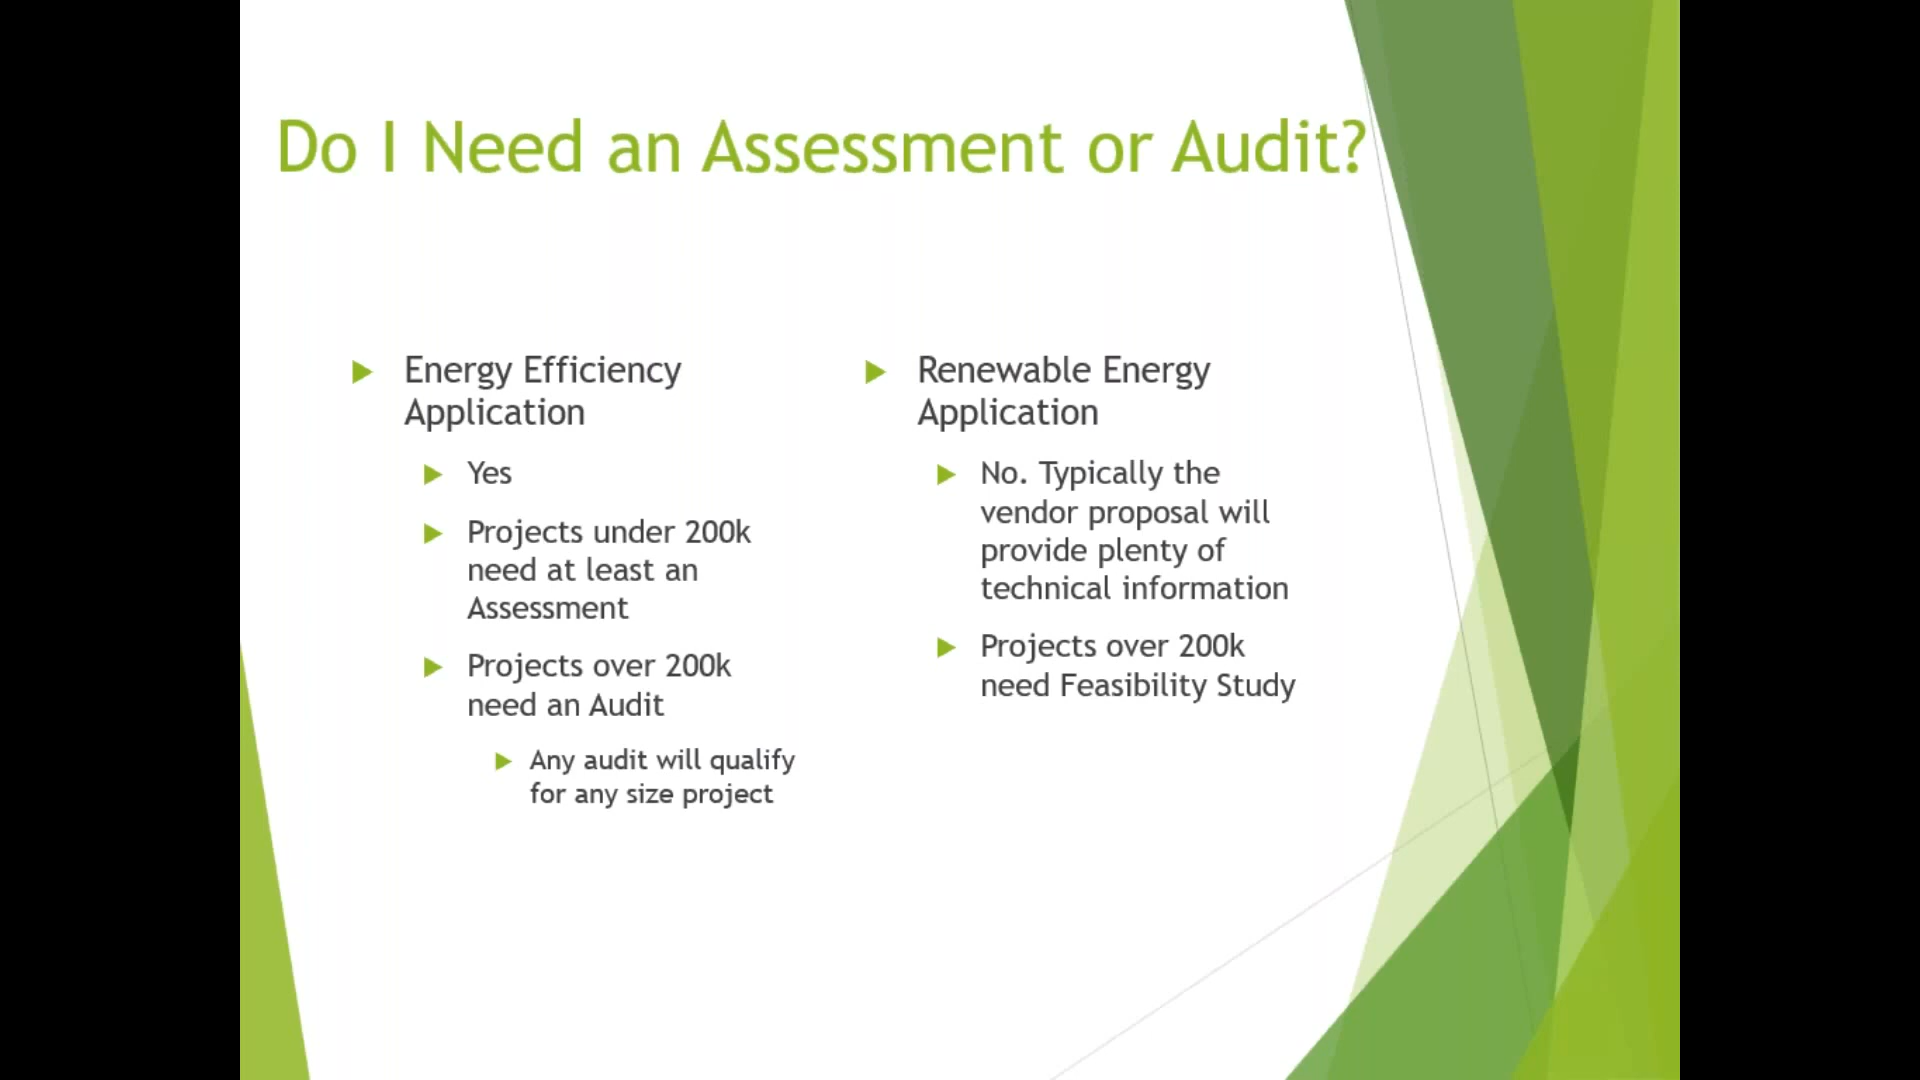 Do I Need an Assessment or Audit?
Energy Efficiency
Application
Yes
Projects under 200k
need at least an
Assessment
Projects over 200k
need an Audit
Any audit will qualify
for any size project
Renewable Energy
Application
No. Typically the
vendor proposal will
provide plenty of
technical information
Projects over 200k
need Feasibility Study